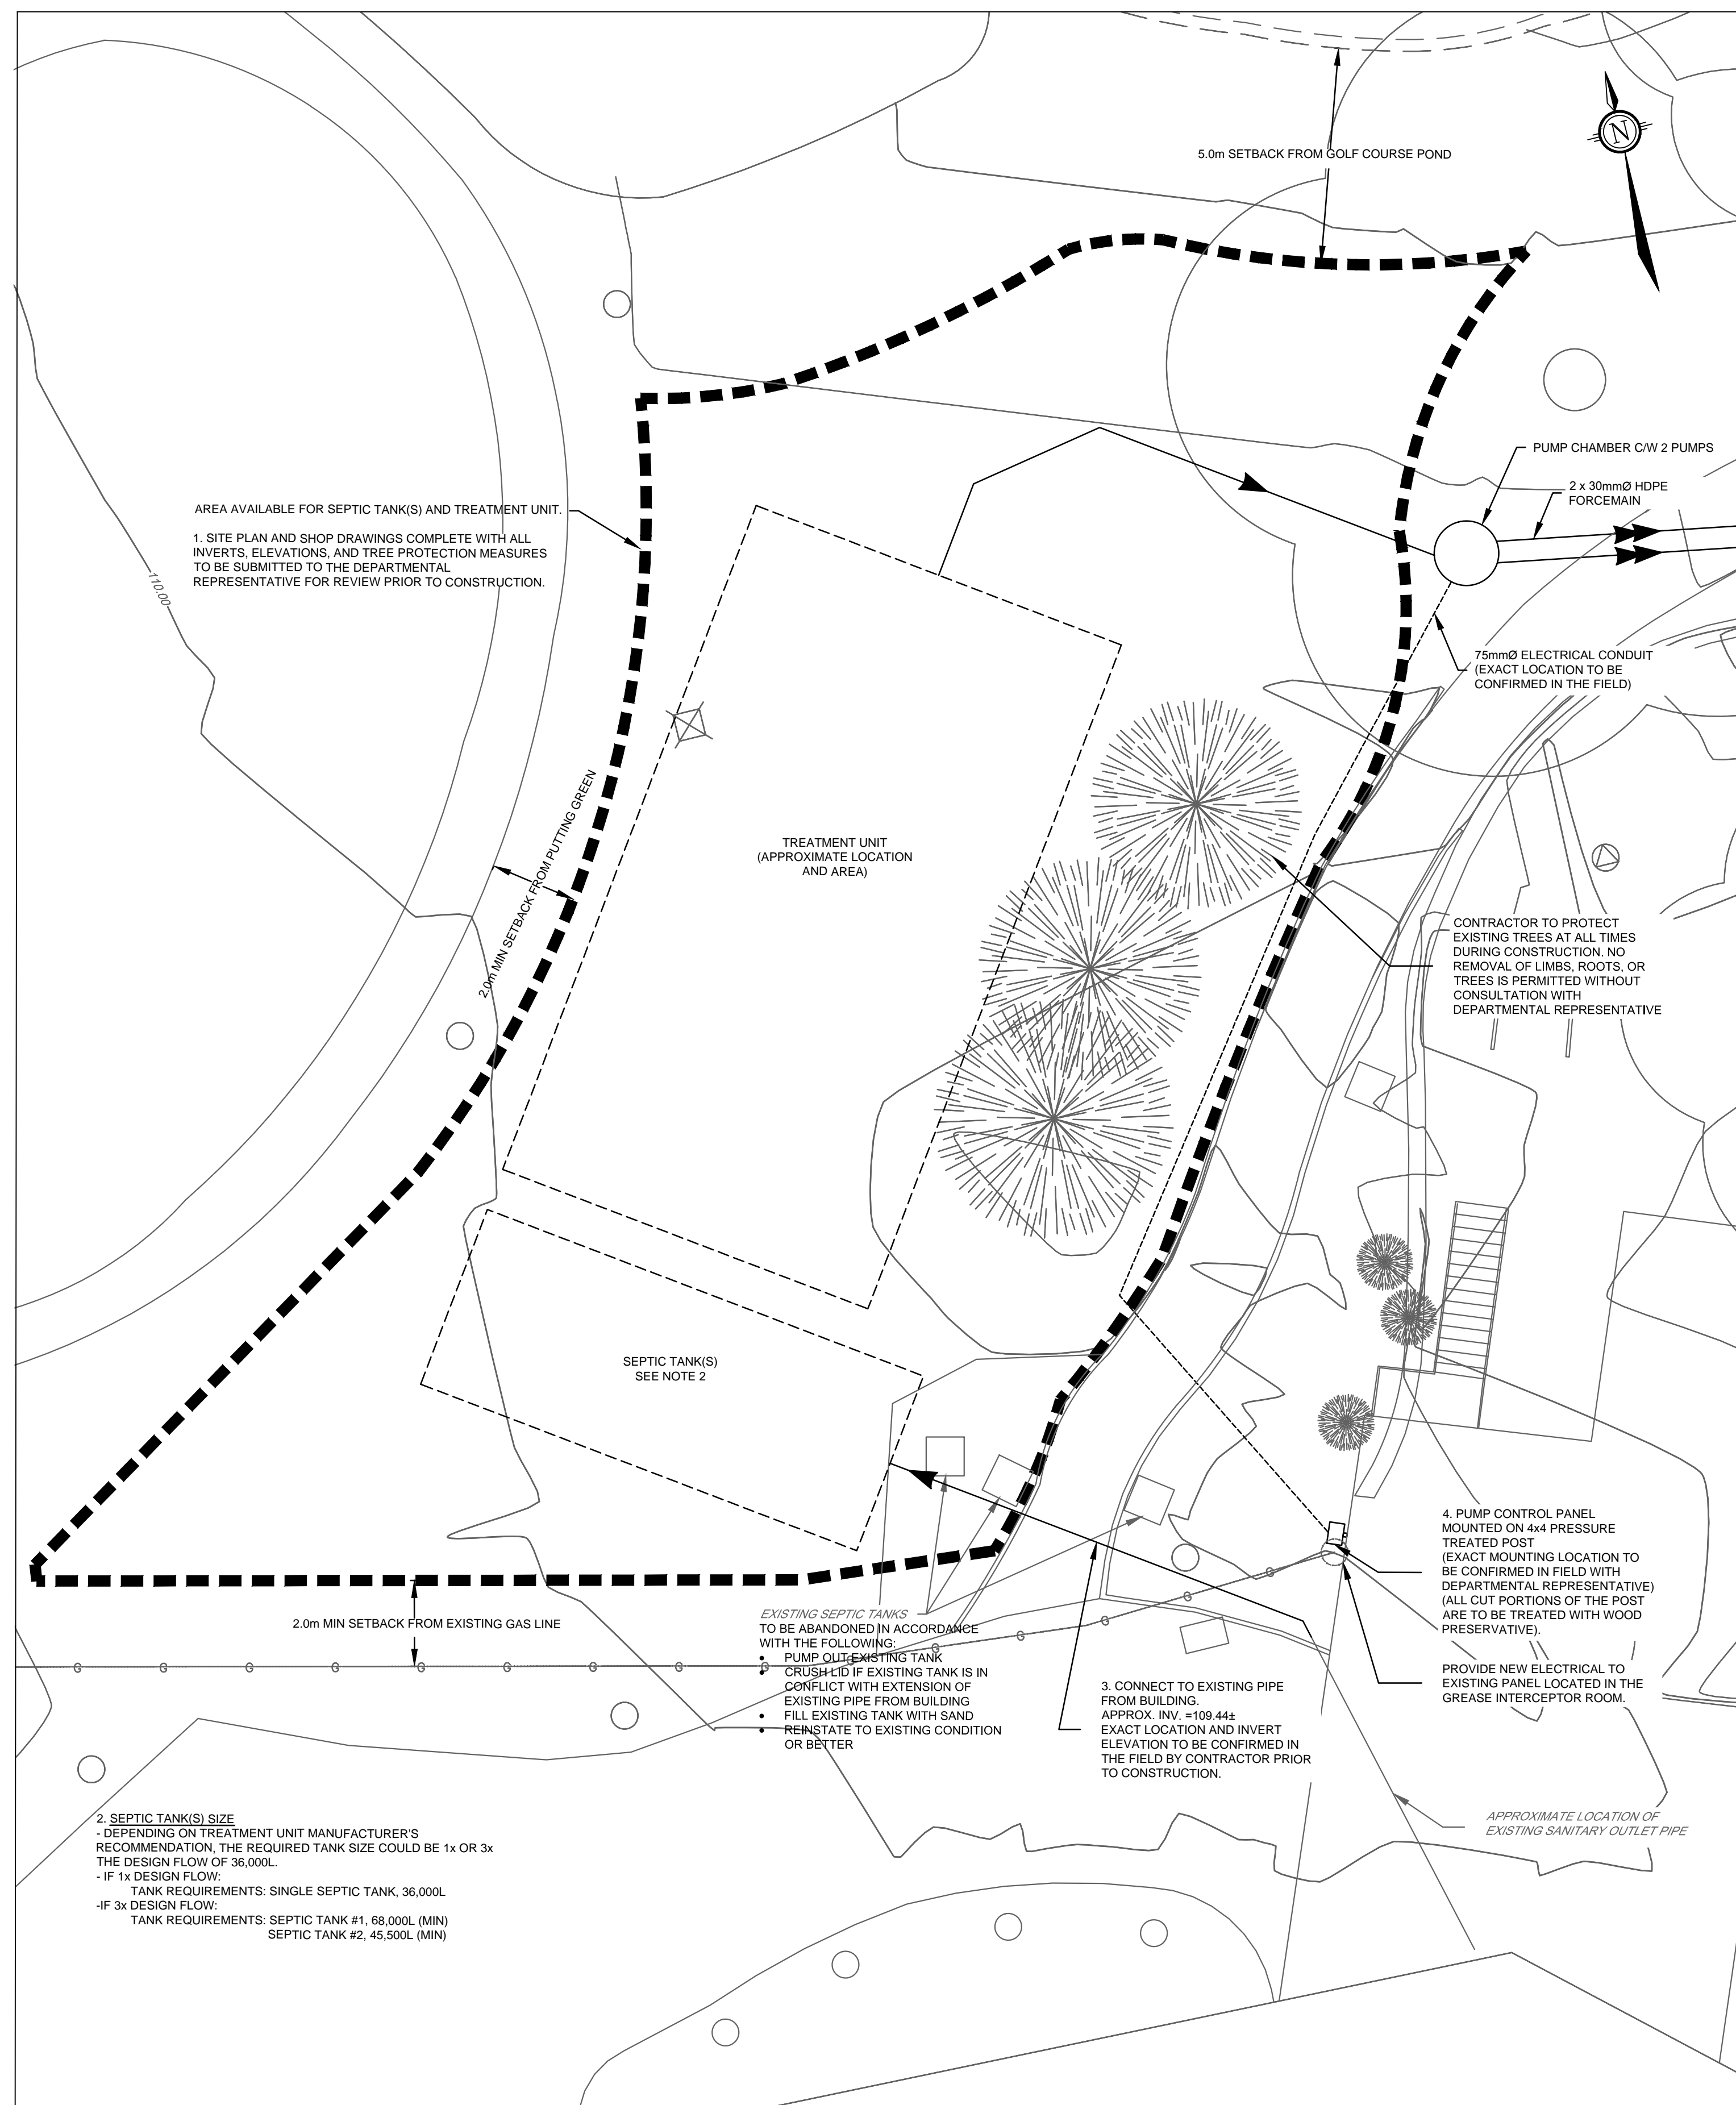 5.0m SETBACK FROM GOLF COURSE POND
N
PUMP CHAMBER C/W 2 PUMPS
2 x 30mmØ HDPE
FORCEMAIN
AREA AVAILABLE FOR SEPTIC TANK(S) AND TREATMENT UNIT.
1. SITE PLAN AND SHOP DRAWINGS COMPLETE WITH ALL
INVERTS, ELEVATIONS, AND TREE PROTECTION MEASURES
TO BE SUBMITTED TO THE DEPARTMENTAL
REPRESENTATIVE FOR REVIEW PRIOR TO CONSTRUCTION.
110.00
75mmØ ELECTRICAL CONDUIT
(EXACT LOCATION TO BE
CONFIRMED IN THE FIELD)
2.0m MIN SETBACK FROM PUTTING GREEN
TREATMENT UNIT
(APPROXIMATE LOCATION
AND AREA)
CONTRACTOR TO PROTECT
EXISTING TREES AT ALL TIMES
DURING CONSTRUCTION. NO
REMOVAL OF LIMBS, ROOTS, OR
TREES IS PERMITTED WITHOUT
CONSULTATION WITH
DEPARTMENTAL REPRESENTATIVE
SEPTIC TANK(S)
SEE NOTE 2
4. PUMP CONTROL PANEL
MOUNTED ON 4x4 PRESSURE
TREATED POST
(EXACT MOUNTING LOCATION TO
BE CONFIRMED IN FIELD WITH
DEPARTMENTAL REPRESENTATIVE)
(ALL CUT PORTIONS OF THE POST
ARE TO BE TREATED WITH WOOD
PRESERVATIVE).
PROVIDE NEW ELECTRICAL TO
EXISTING PANEL LOCATED IN THE
GREASE INTERCEPTOR ROOM.
2.0m MIN SETBACK FROM EXISTING GAS LINE
G G G G G G G G G G G G G G G
EXISTING SEPTIC TANKS
TO BE ABANDONED IN ACCORDANCE
WITH THE FOLLOWING:
• PUMP OUT EXISTING TANK
• CRUSH LID IF EXISTING TANK IS IN
CONFLICT WITH EXTENSION OF
EXISTING PIPE FROM BUILDING
• FILL EXISTING TANK WITH SAND
• REINSTATE TO EXISTING CONDITION
OR BETTER
3. CONNECT TO EXISTING PIPE
FROM BUILDING.
APPROX. INV. =109.44±
EXACT LOCATION AND INVERT
ELEVATION TO BE CONFIRMED IN
THE FIELD BY CONTRACTOR PRIOR
TO CONSTRUCTION.
APPROXIMATE LOCATION OF
EXISTING SANITARY OUTLET PIPE
2. SEPTIC TANK(S) SIZE
- DEPENDING ON TREATMENT UNIT MANUFACTURER'S
RECOMMENDATION, THE REQUIRED TANK SIZE COULD BE 1x OR 3x
THE DESIGN FLOW OF 36,000L.
- IF 1x DESIGN FLOW:
TANK REQUIREMENTS: SINGLE SEPTIC TANK, 36,000L
-IF 3x DESIGN FLOW:
TANK REQUIREMENTS: SEPTIC TANK #1, 68,000L (MIN)
SEPTIC TANK #2, 45,500L (MIN)